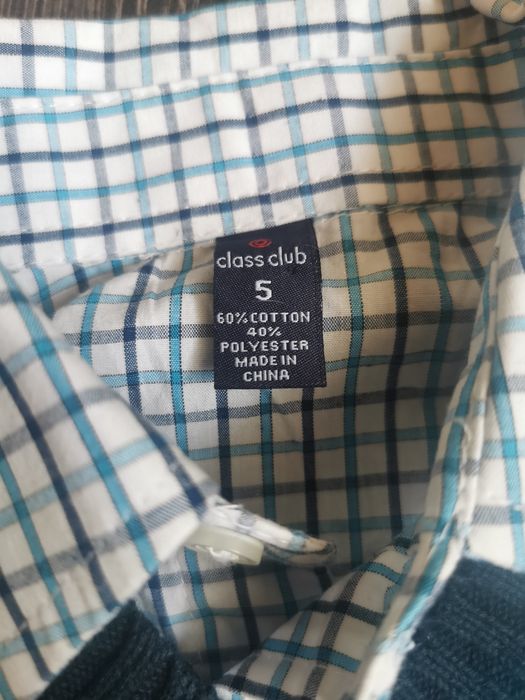 class club
5
60% COTTON
40%
POLYESTER
MADE IN
CHINA